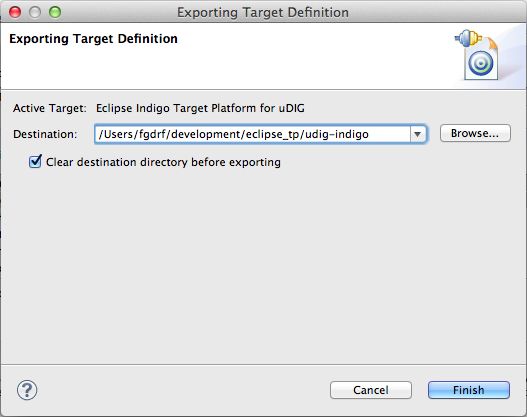 Exporting Target Definition
Exporting Target Definition
Active Target: Eclipse Indigo Target Platform for uDIG
Destination: /Users/fgdrf/development/eclipse_tp/udig-indigo Browse...
Clear destination directory before exporting
? Cancel Finish